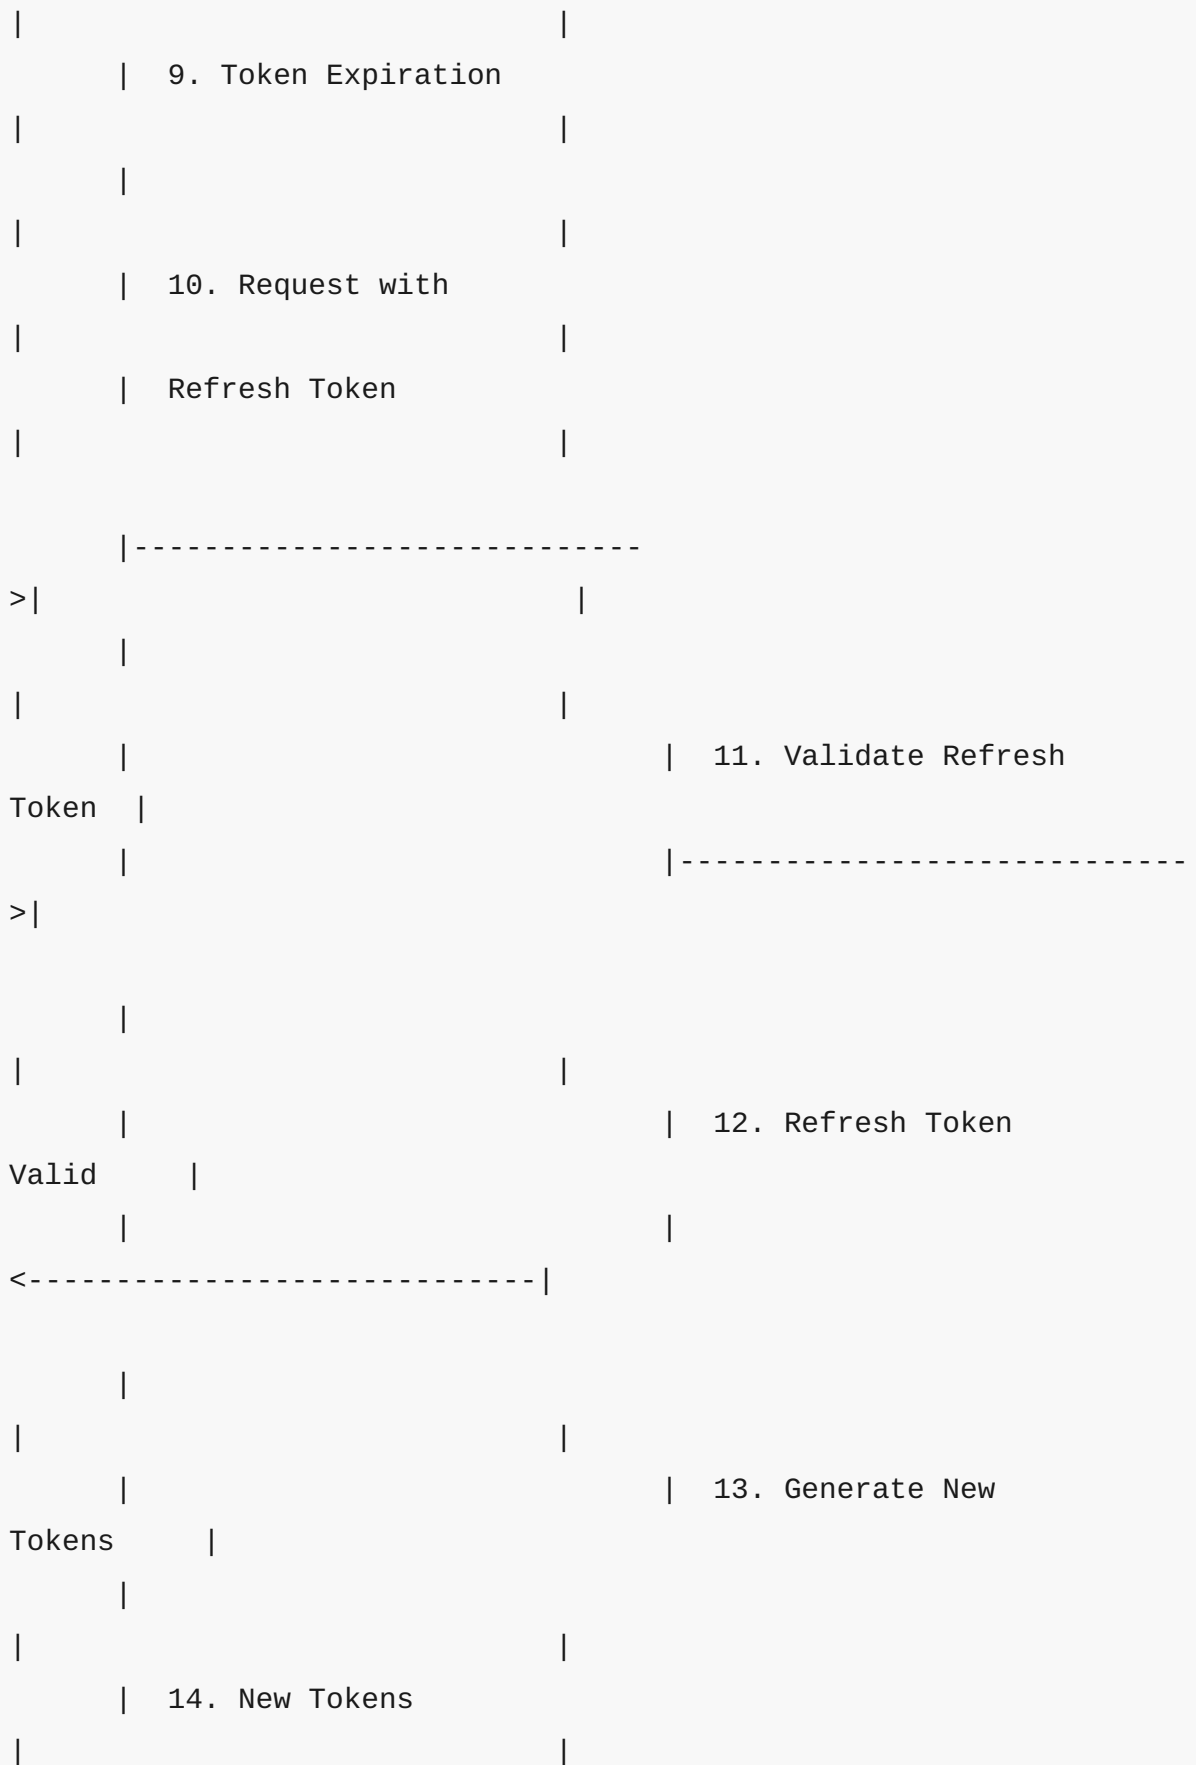 |                               |
      |  9. Token Expiration
|                               |
      |
|                               |
      |  10. Request with
|                               |
      |  Refresh Token
|                               |
      |-----------------------------
>|                               |
      |
|                               |
      |                               |  11. Validate Refresh
Token  |
      |                               |-----------------------------
>|
      |
|                               |
      |                               |  12. Refresh Token
Valid     |
      |                               |
<-----------------------------|
      |
|                               |
      |                               |  13. Generate New
Tokens     |
      |
|                               |
      |  14. New Tokens
|                               |